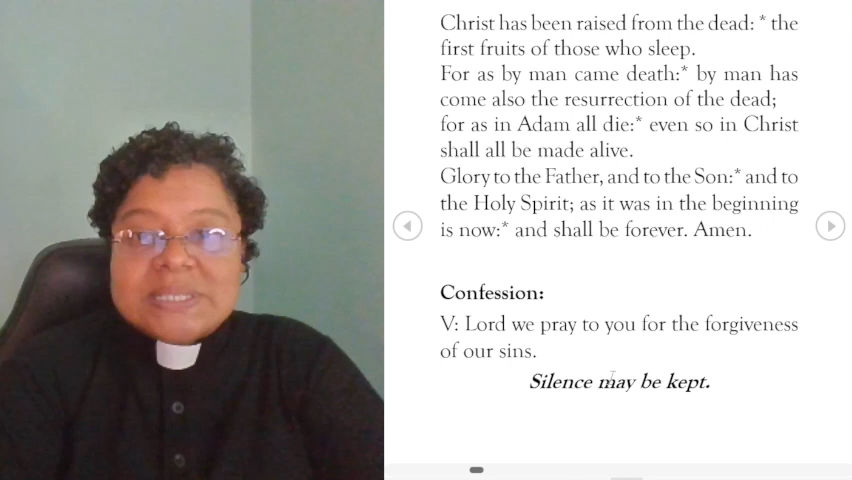 Christ has been raised from the dead: * the
first fruits of those who sleep.
For as by man came death:* by man has
come also the resurrection of the dead;
for as in Adam all die:* even so in Christ
shall all be made alive.
Glory to the Father, and to the Son:* and to
the Holy Spirit; as it was in the beginning
is now:* and shall be forever. Amen.
Confession:
V: Lord we pray to you for the forgiveness
of our sins.
Silence may be kept.